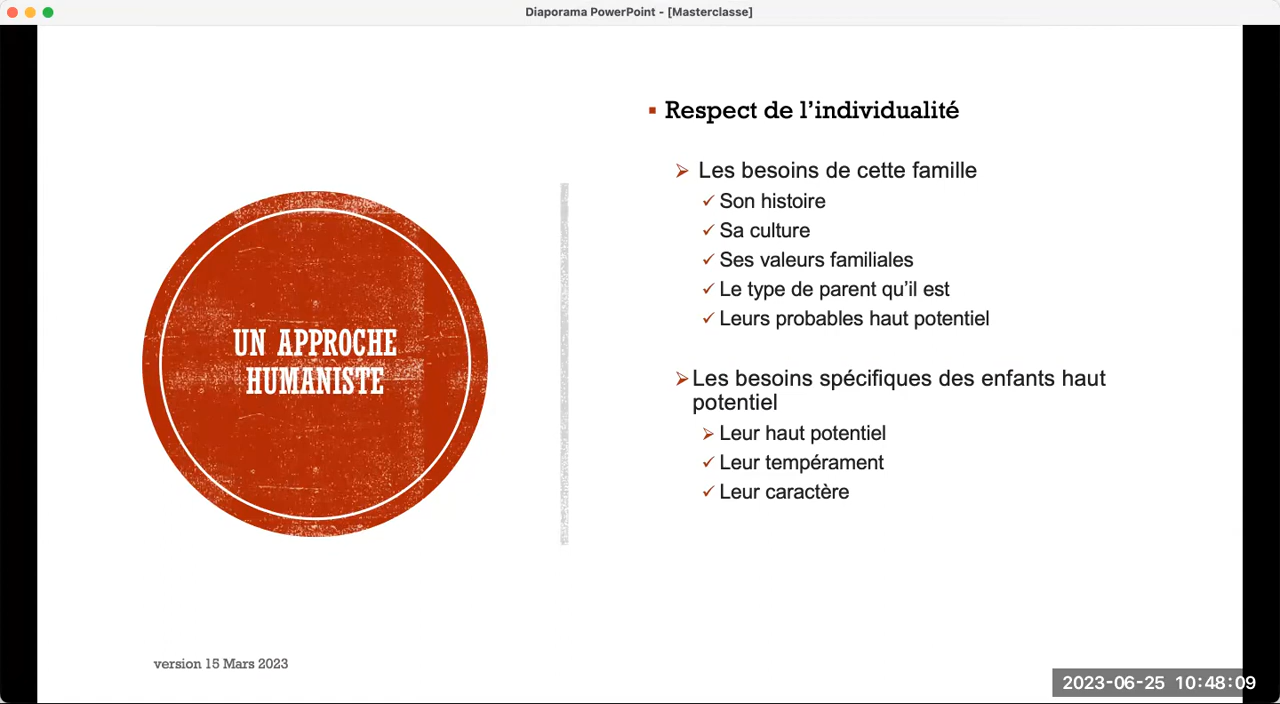 Diaporama PowerPoint - [Masterclasse]
UN APPROCHE
HUMANISTE
Respect de l’individualité
Les besoins de cette famille
Son histoire
Sa culture
Ses valeurs familiales
Le type de parent qu’il est
Leurs probables haut potentiel
Les besoins spécifiques des enfants haut
potentiel
Leur haut potentiel
Leur tempérament
Leur caractère
version 15 Mars 2023
2023-06-25 10:48:09